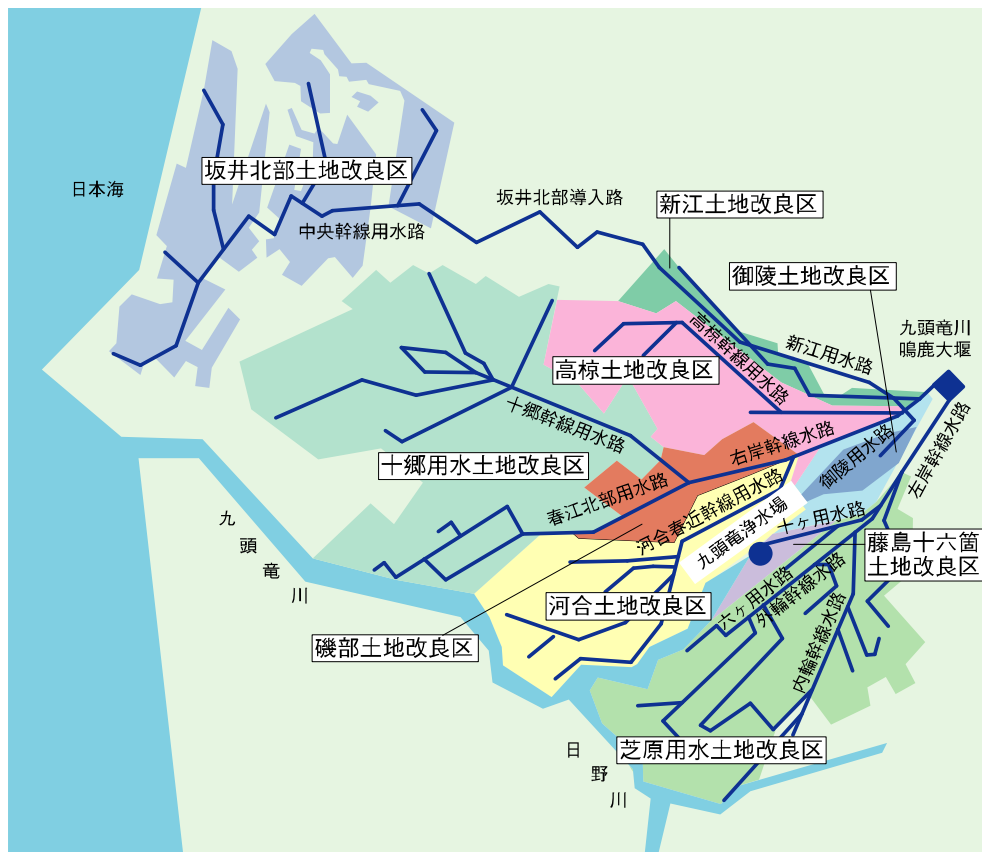 坂井北部土地改良区
日本海
坂井北部導入路
新江土地改良区
中央幹線用水路
御陵土地改良区
九頭竜川
鳴鹿大堰
高椋幹線用水路
新江用水路
高椋土地改良区
十郷幹線用水路
右岸幹線水路
御陵用水路
左岸幹線水路
十郷用水土地改良区
春江北部用水路
河合春近幹線用水路
九頭竜浄水場
十ヶ用水路
九頭竜川
藤島十六箇
土地改良区
六ヶ用水路
外輪幹線水路
河合土地改良区
磯部土地改良区
内輪幹線水路
芝原用水土地改良区
日野川